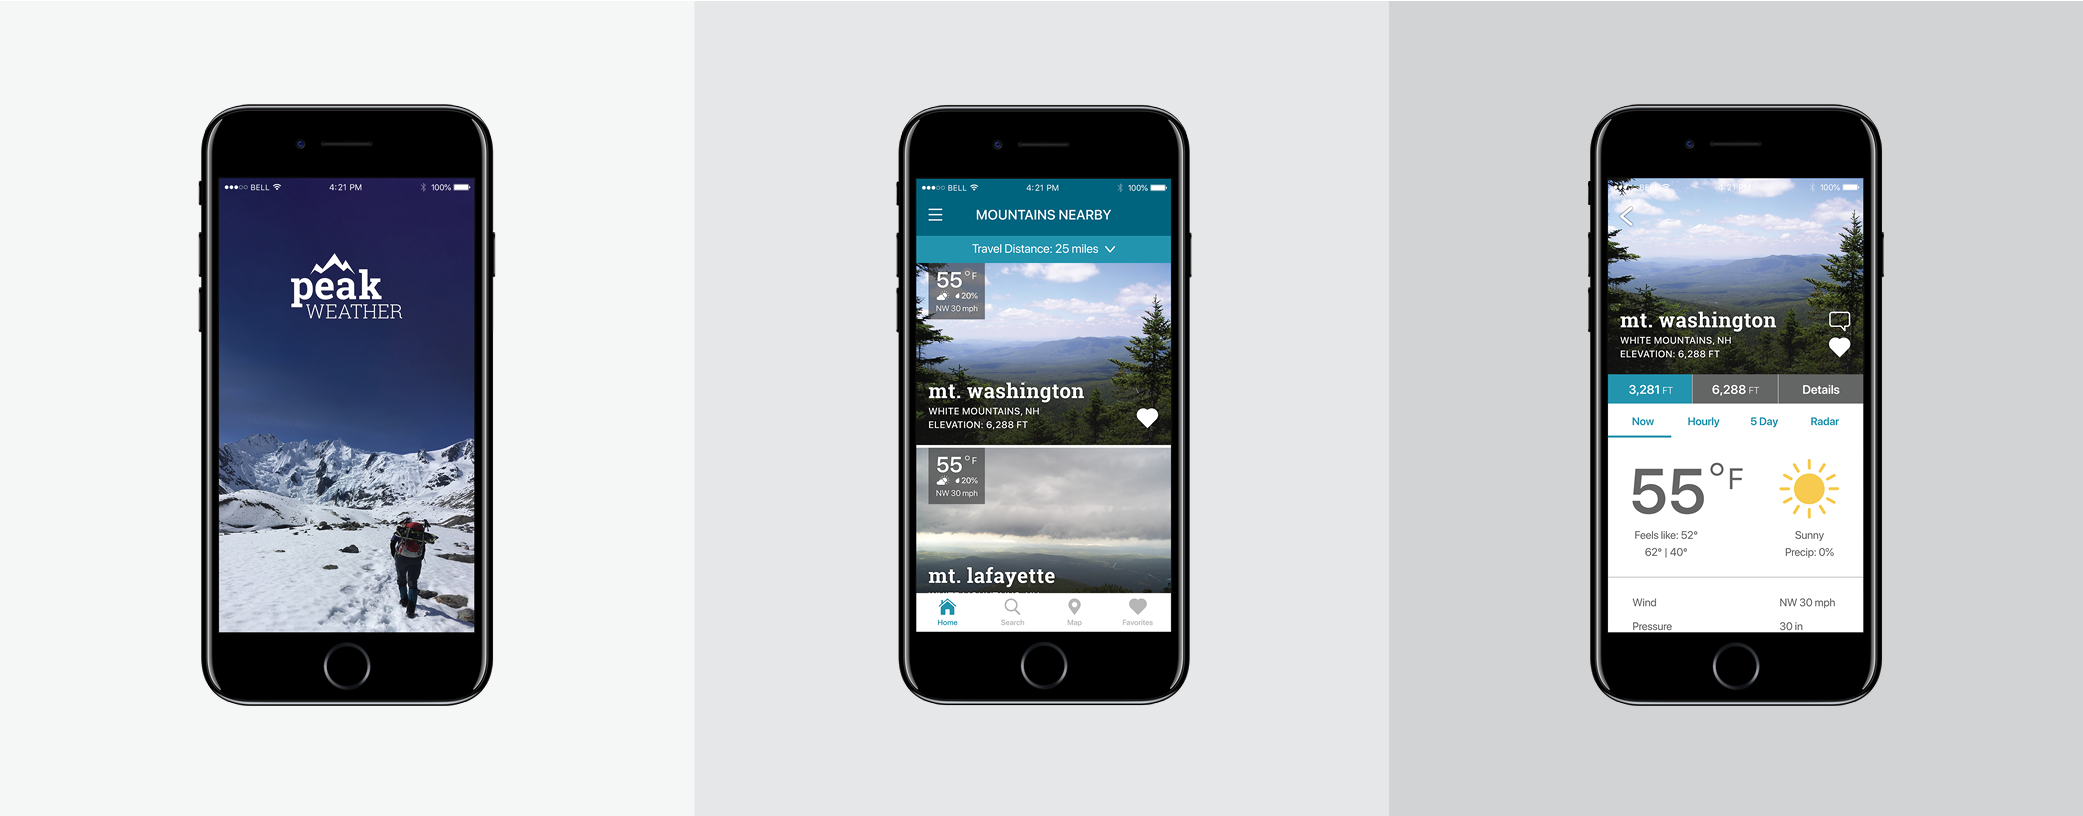 BELL 4:21 PM 100%
peak
WEATHER
BELL 4:21 PM 100%
MOUNTAINS NEARBY
Travel Distance: 25 miles
55°F
20%
NW 30 mph
mt. washington
WHITE MOUNTAINS, NH
ELEVATION: 6,288 FT
55°F
20%
NW 30 mph
mt. lafayette
Home Search Map Favorites
BELL 4:21 PM 100%
mt. washington
WHITE MOUNTAINS, NH
ELEVATION: 6,288 FT
3,281 FT 6,288 FT Details
Now Hourly 5 Day Radar
55°F
Feels like: 52° Sunny
62° | 40° Precip: 0%
Wind NW 30 mph
Pressure 30 in